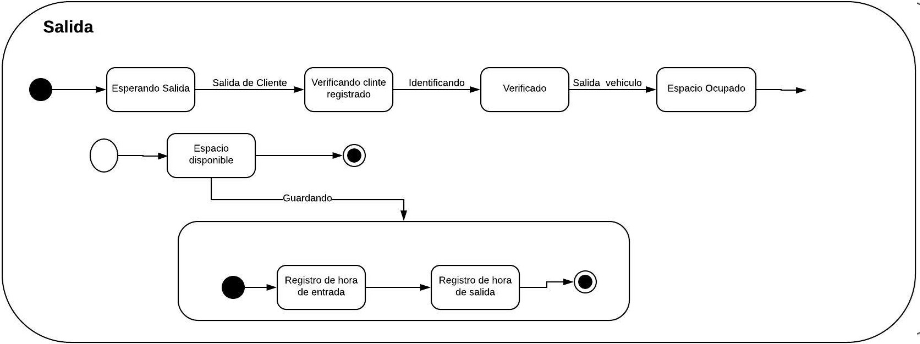 Salida
Esperando Salida
Salida de Cliente
Verificando clinte
registrado
Identificando
Verificado
Salida vehiculo
Espacio Ocupado
Espacio
disponible
Guardando
Registro de hora
de entrada
Registro de hora
de salida